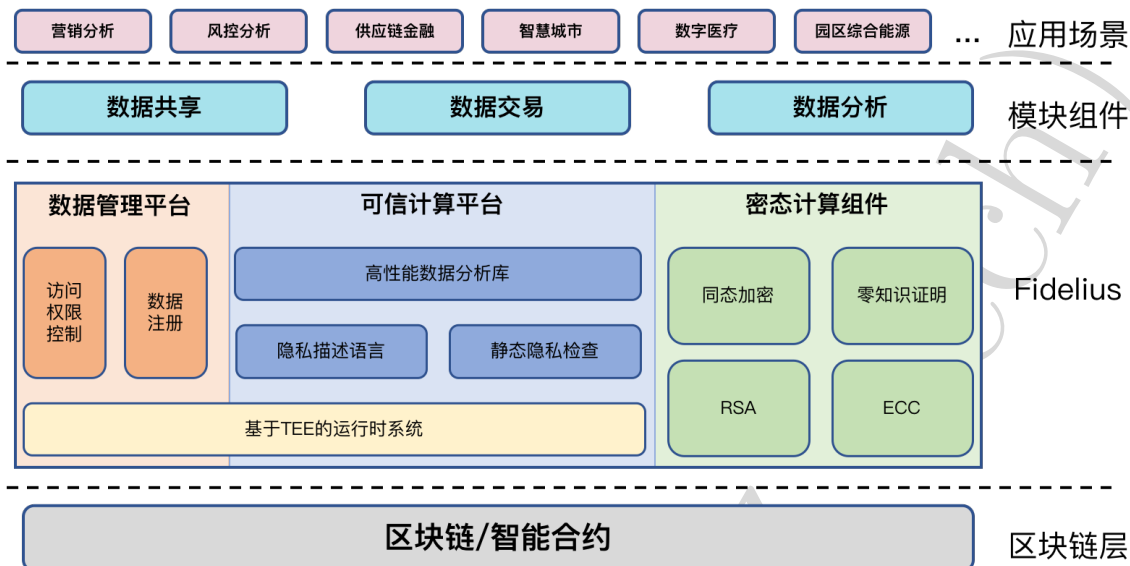 营销分析
风控分析
供应链金融
智慧城市
数字医疗
园区综合能源
...
应用场景
数据共享
数据交易
数据分析
模块组件
数据管理平台
可信计算平台
密态计算组件
访问
权限
控制
数据
注册
高性能数据分析库
隐私描述语言
静态隐私检查
基于TEE的运行时系统
同态加密
零知识证明
RSA
ECC
Fidelius
区块链/智能合约
区块链层
ech)